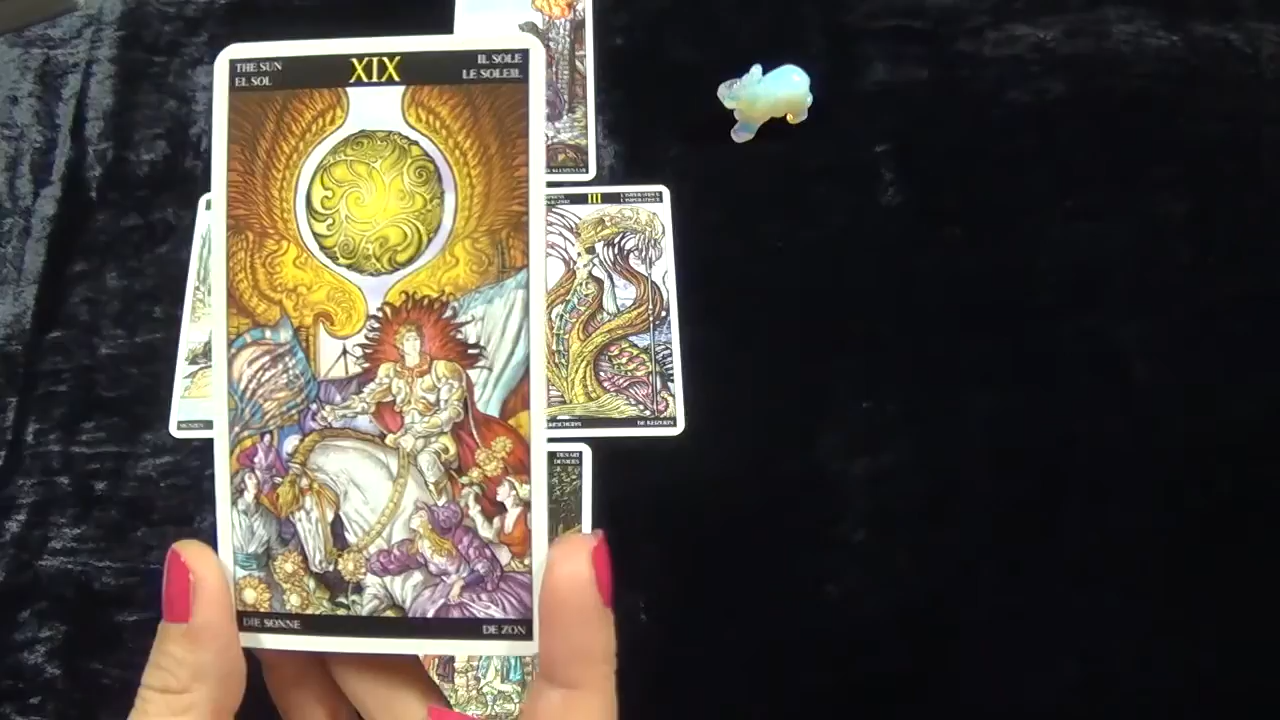 THE SUN
EL SOL
XIX
IL SOLE
LE SOLEIL
DIE SONNE
DE ZON
III